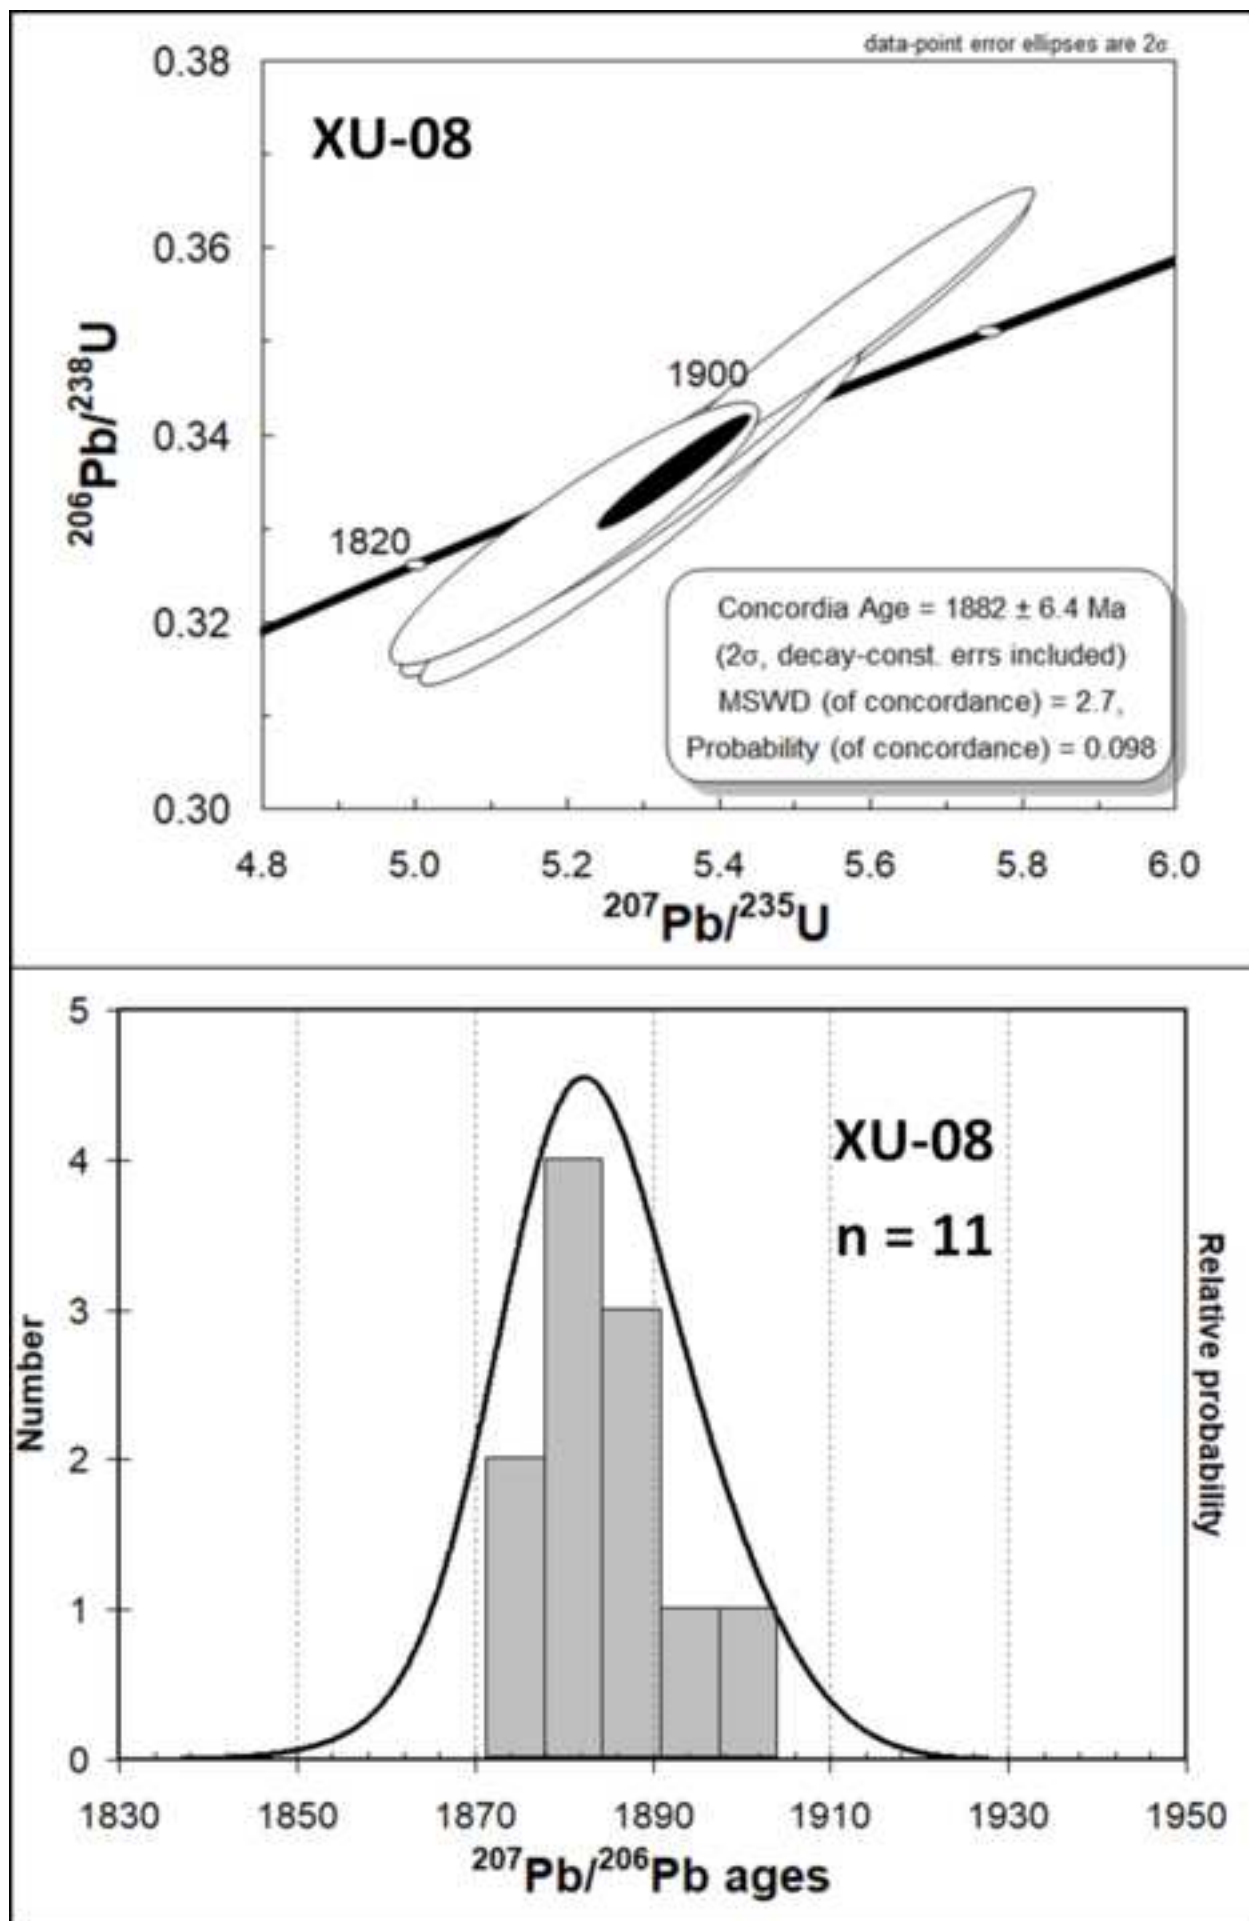 data-point error ellipses are 2σ
0.38
XU-08
0.36
1900
0.34
1820
0.32
0.30
²⁰⁶Pb/²³⁸U
Concordia Age = 1882 ± 6.4 Ma
(2σ, decay-const. errs included)
MSWD (of concordance) = 2.7,
Probability (of concordance) = 0.098
4.8 5.0 5.2 5.4 5.6 5.8 6.0
²⁰⁷Pb/²³⁵U
5
4
3
2
1
0
Number
XU-08
n = 11
Relative probability
1830 1850 1870 1890 1910 1930 1950
²⁰⁷Pb/²⁰⁶Pb ages